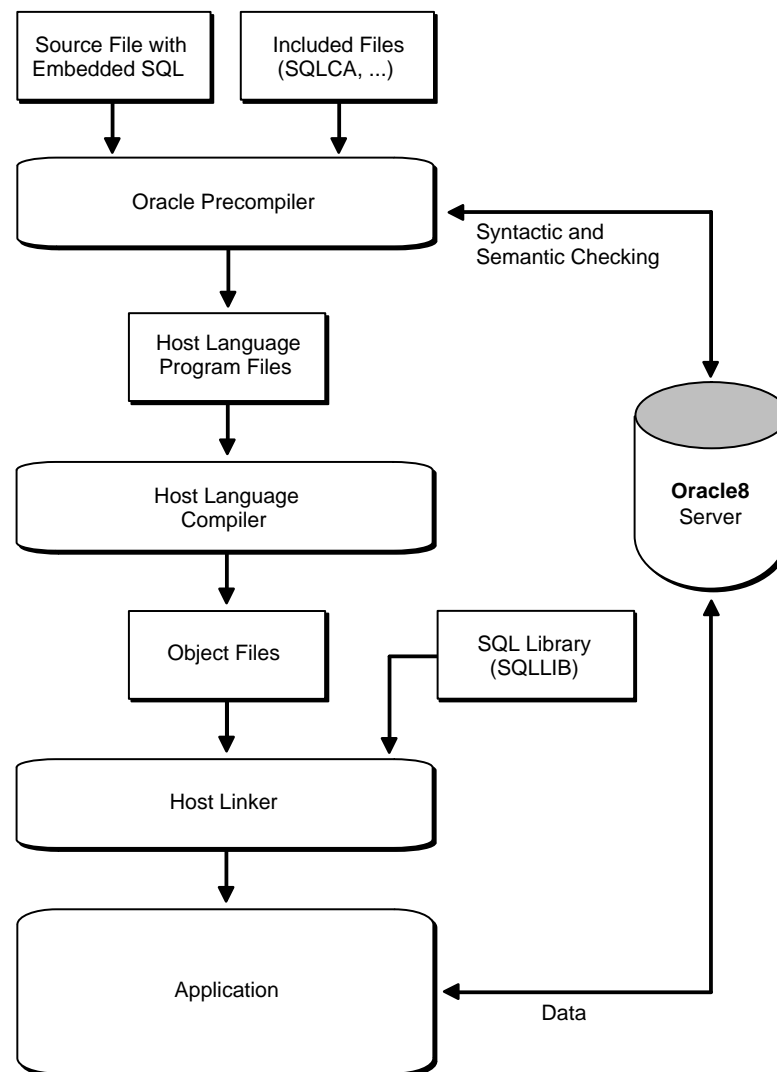 Source File with
Embedded SQL
Included Files
(SQLCA, ...)
Oracle Precompiler
Syntactic and
Semantic Checking
Host Language
Program Files
Host Language
Compiler
Oracle8
Server
Object Files
SQL Library
(SQLLIB)
Host Linker
Application
Data